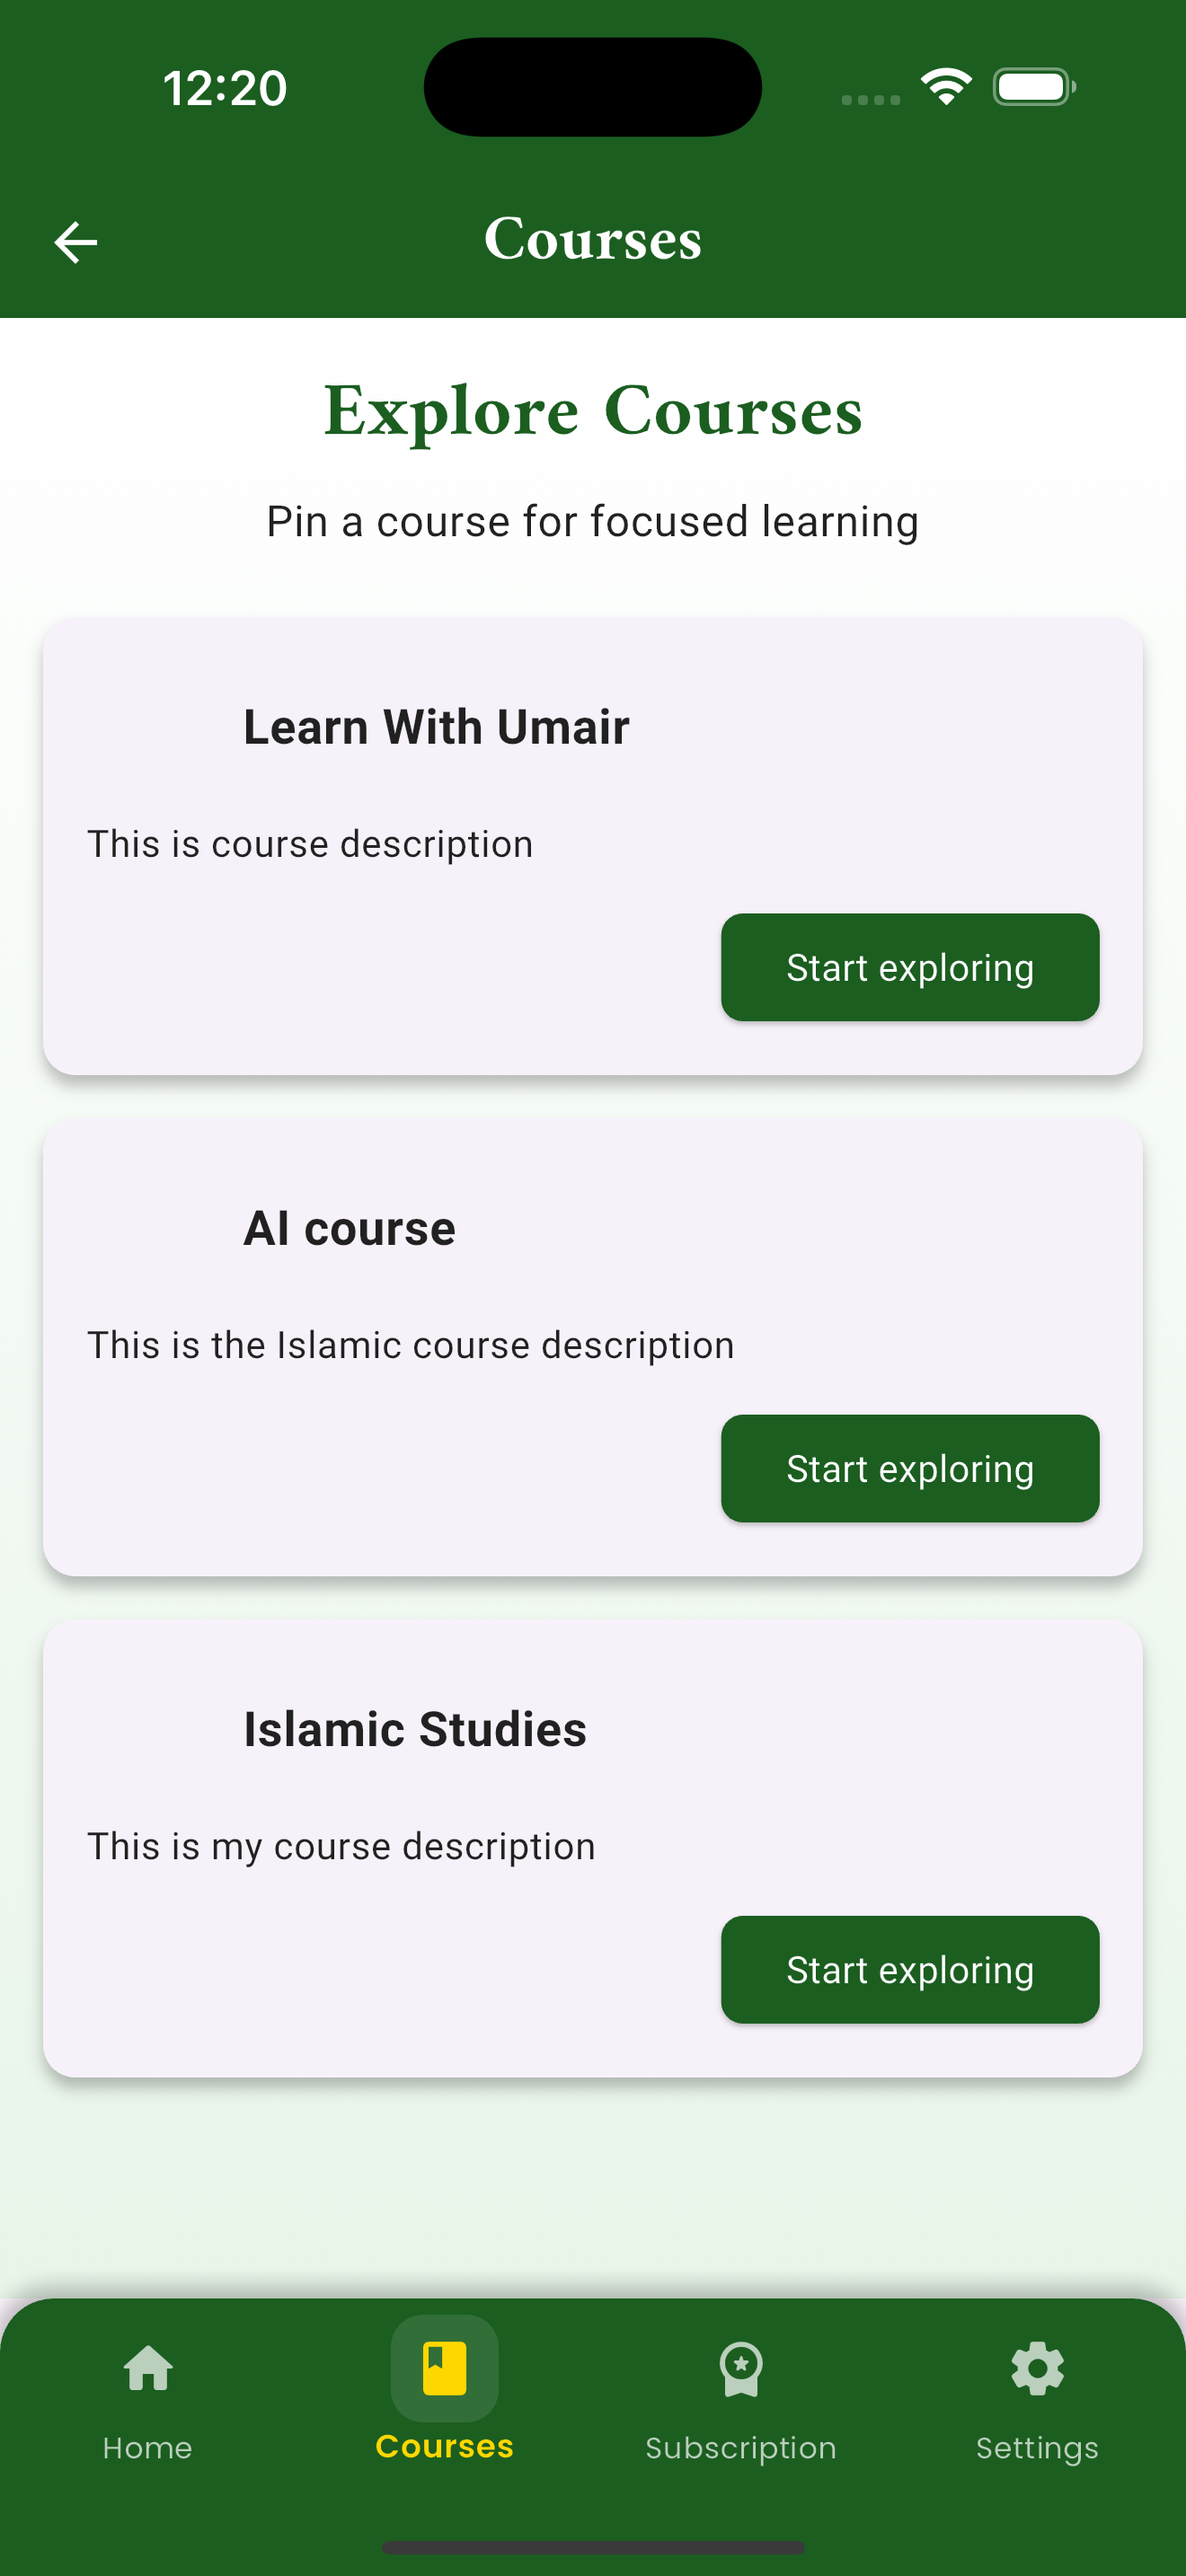 12:20
Courses
Explore Courses
Pin a course for focused learning
Learn With Umair
This is course description
Start exploring
AI course
This is the Islamic course description
Start exploring
Islamic Studies
This is my course description
Start exploring
Home
Courses
Subscription
Settings